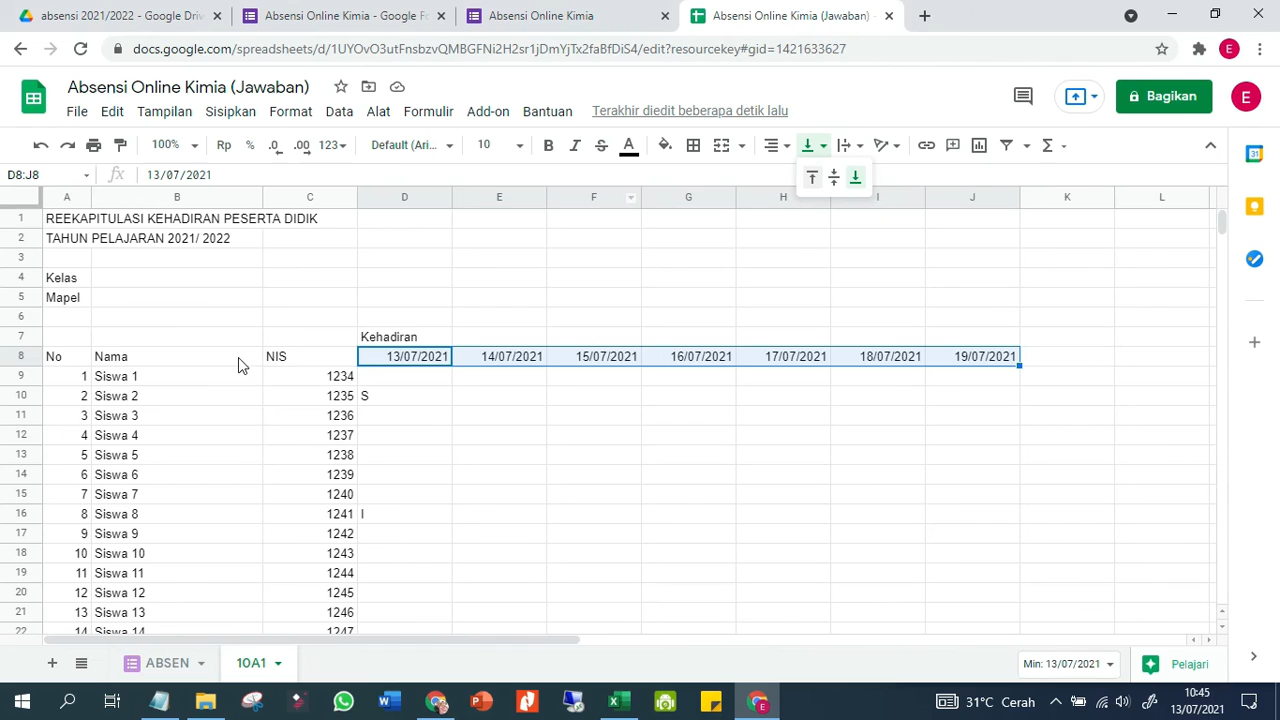 absensi 2021/2022 - Google Driv
Absensi Online Kimia - Google Fo
Absensi Online Kimia
Absensi Online Kimia (Jawaban) -
docs.google.com/spreadsheets/d/1UYOvO3utFnsbzvQMBGFNi2H2r1jDmYjTx2faBfDiS4/edit?resourcekey#gid=1421633627
E
Absensi Online Kimia (Jawaban)
File Edit Tampilan Sisipkan Format Data Alat Formulir Add-on Bantuan Terakhir diedit beberapa detik lalu
Bagikan
E
100% Rp % .0 .00 123 Default (Ari... 10 B I S A
D8:J8 fx 13/07/2021
A B C D E F G H I J K L
1 REEKAPITULASI KEHADIRAN PESERTA DIDIK
2 TAHUN PELAJARAN 2021/ 2022
3
4 Kelas
5 Mapel
6
7 Kehadiran
8 No Nama NIS 13/07/2021 14/07/2021 15/07/2021 16/07/2021 17/07/2021 18/07/2021 19/07/2021
9 1 Siswa 1 1234
10 2 Siswa 2 1235 S
11 3 Siswa 3 1236
12 4 Siswa 4 1237
13 5 Siswa 5 1238
14 6 Siswa 6 1239
15 7 Siswa 7 1240
16 8 Siswa 8 1241 I
17 9 Siswa 9 1242
18 10 Siswa 10 1243
19 11 Siswa 11 1244
20 12 Siswa 12 1245
21 13 Siswa 13 1246
22 14 Siswa 14 1247
ABSEN 10A1 Min: 13/07/2021 Pelajari
31°C Cerah
10:45
13/07/2021